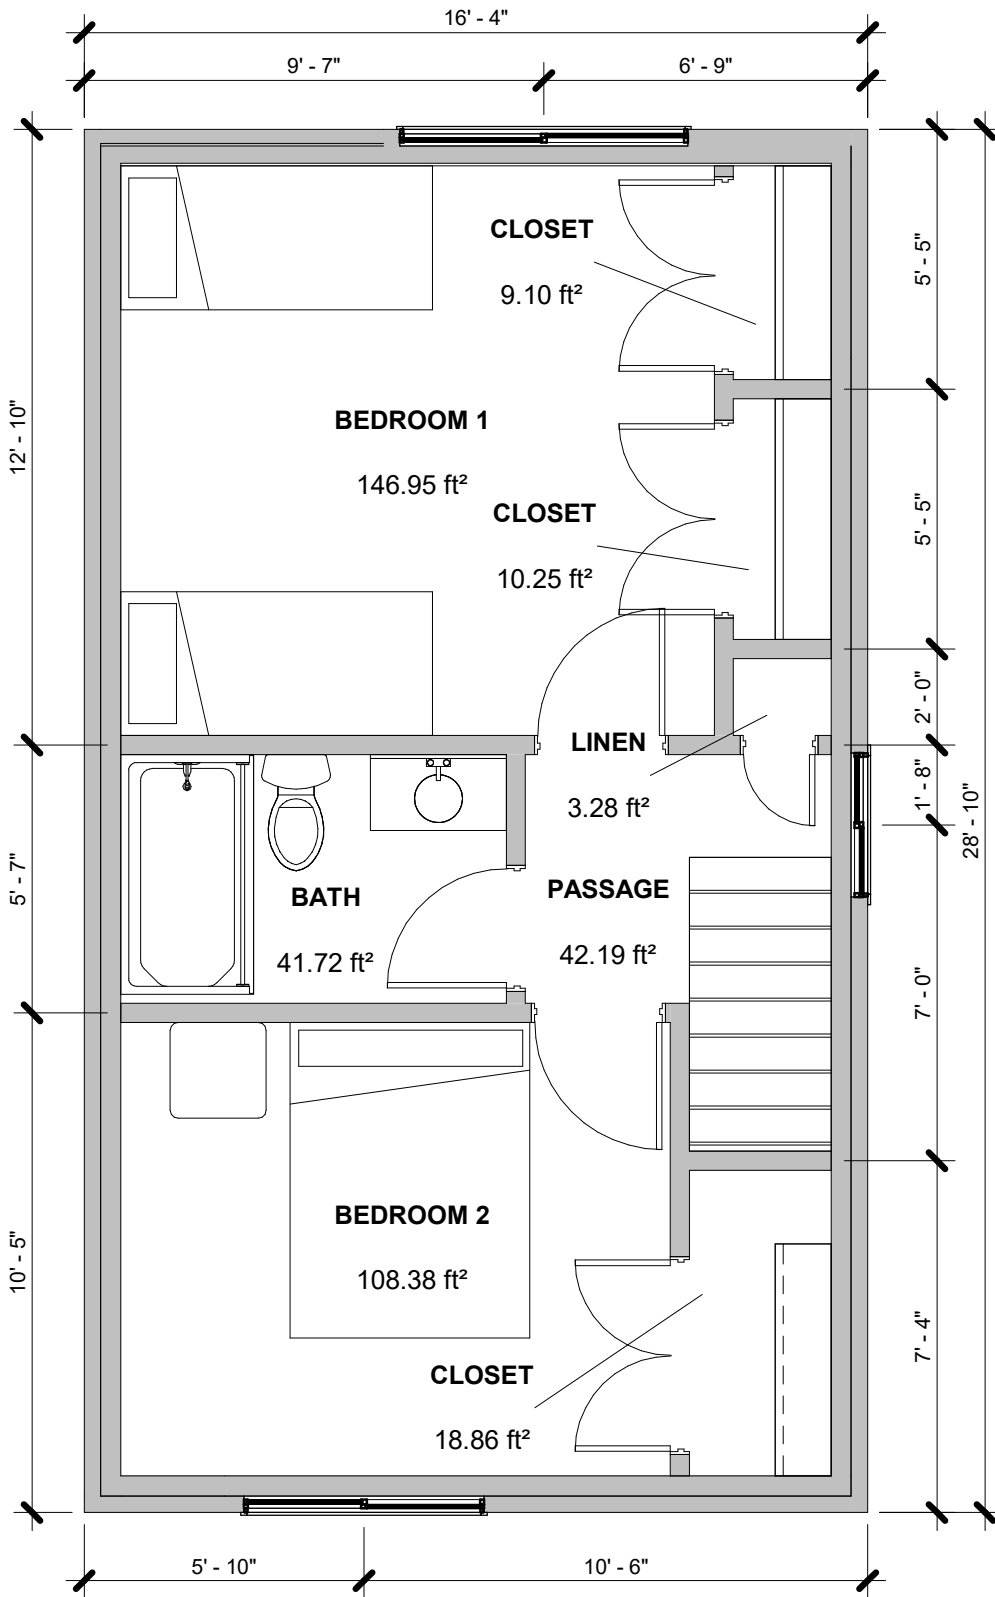 16' - 4"
9' - 7"
6' - 9"
CLOSET
9.10 ft²
5' - 5"
BEDROOM 1
146.95 ft²
12' - 10"
CLOSET
10.25 ft²
5' - 5"
2' - 0"
LINEN
3.28 ft²
1' - 8"
28' - 10"
BATH
41.72 ft²
5' - 7"
PASSAGE
42.19 ft²
7' - 0"
BEDROOM 2
108.38 ft²
10' - 5"
CLOSET
18.86 ft²
7' - 4"
5' - 10"
10' - 6"